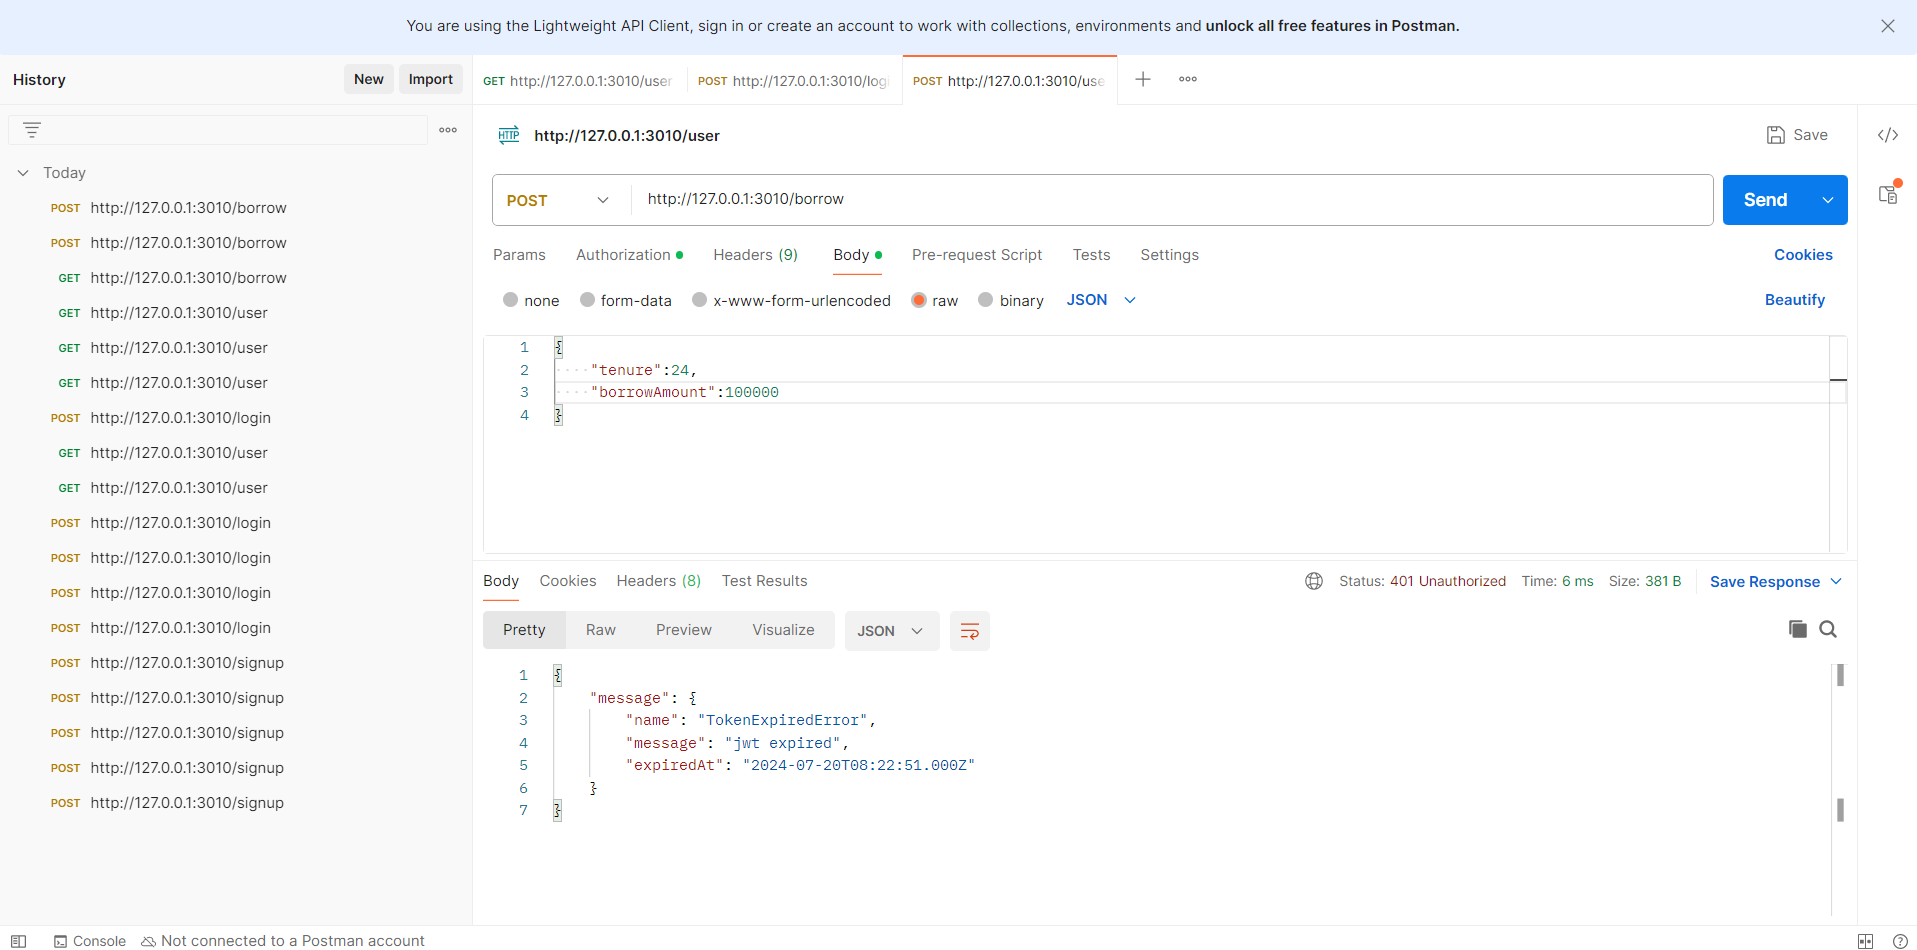 You are using the Lightweight API Client, sign in or create an account to work with collections, environments and unlock all free features in Postman.
History
New
Import
GET http://127.0.0.1:3010/user
POST http://127.0.0.1:3010/logi
POST http://127.0.0.1:3010/use
HTTP http://127.0.0.1:3010/user
Save
</>
Today
POST http://127.0.0.1:3010/borrow
POST http://127.0.0.1:3010/borrow
GET http://127.0.0.1:3010/borrow
GET http://127.0.0.1:3010/user
GET http://127.0.0.1:3010/user
GET http://127.0.0.1:3010/user
POST http://127.0.0.1:3010/login
GET http://127.0.0.1:3010/user
GET http://127.0.0.1:3010/user
POST http://127.0.0.1:3010/login
POST http://127.0.0.1:3010/login
POST http://127.0.0.1:3010/login
POST http://127.0.0.1:3010/login
POST http://127.0.0.1:3010/signup
POST http://127.0.0.1:3010/signup
POST http://127.0.0.1:3010/signup
POST http://127.0.0.1:3010/signup
POST http://127.0.0.1:3010/signup
POST http://127.0.0.1:3010/borrow
Send
Params Authorization Headers (9) Body Pre-request Script Tests Settings Cookies
none form-data x-www-form-urlencoded raw binary JSON Beautify
1 {
2 "tenure":24,
3 "borrowAmount":100000
4 }
Body Cookies Headers (8) Test Results Status: 401 Unauthorized Time: 6 ms Size: 381 B Save Response
Pretty Raw Preview Visualize JSON
1 {
2 "message": {
3 "name": "TokenExpiredError",
4 "message": "jwt expired",
5 "expiredAt": "2024-07-20T08:22:51.000Z"
6 }
7 }
Console Not connected to a Postman account